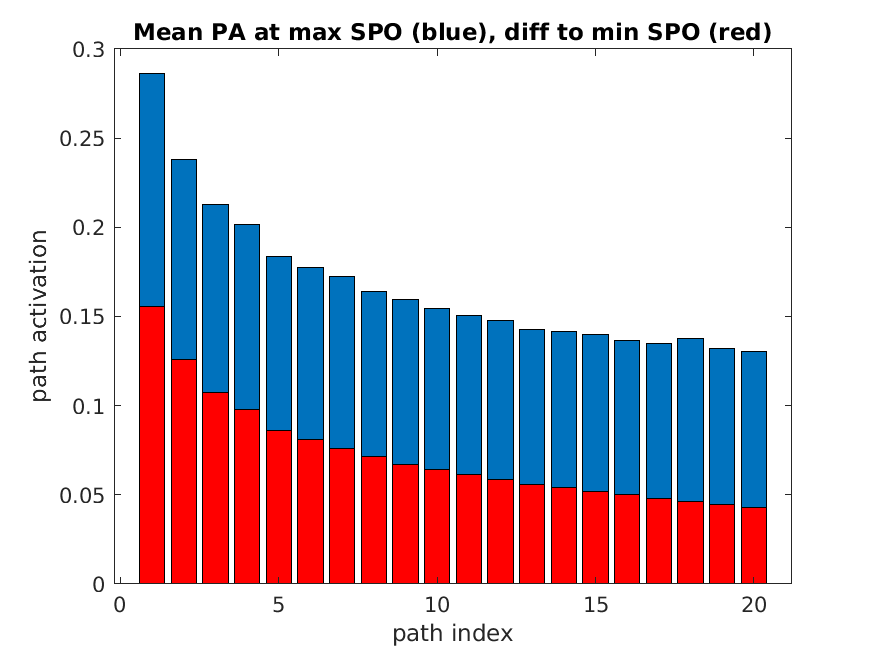 Mean PA at max SPO (blue), diff to min SPO (red)
0.3
0.25
0.2
0.15
0.1
0.05
0
path activation
0 5 10 15 20
path index